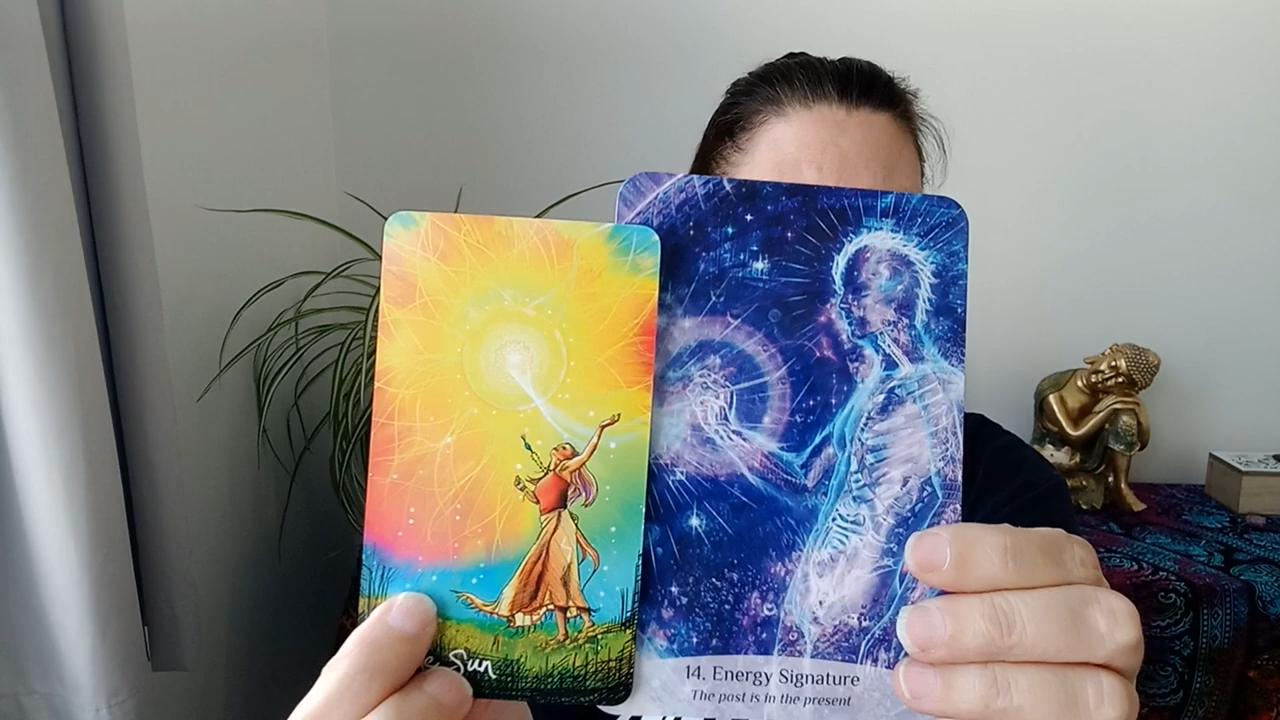 Sun
14. Energy Signature
The past is in the present